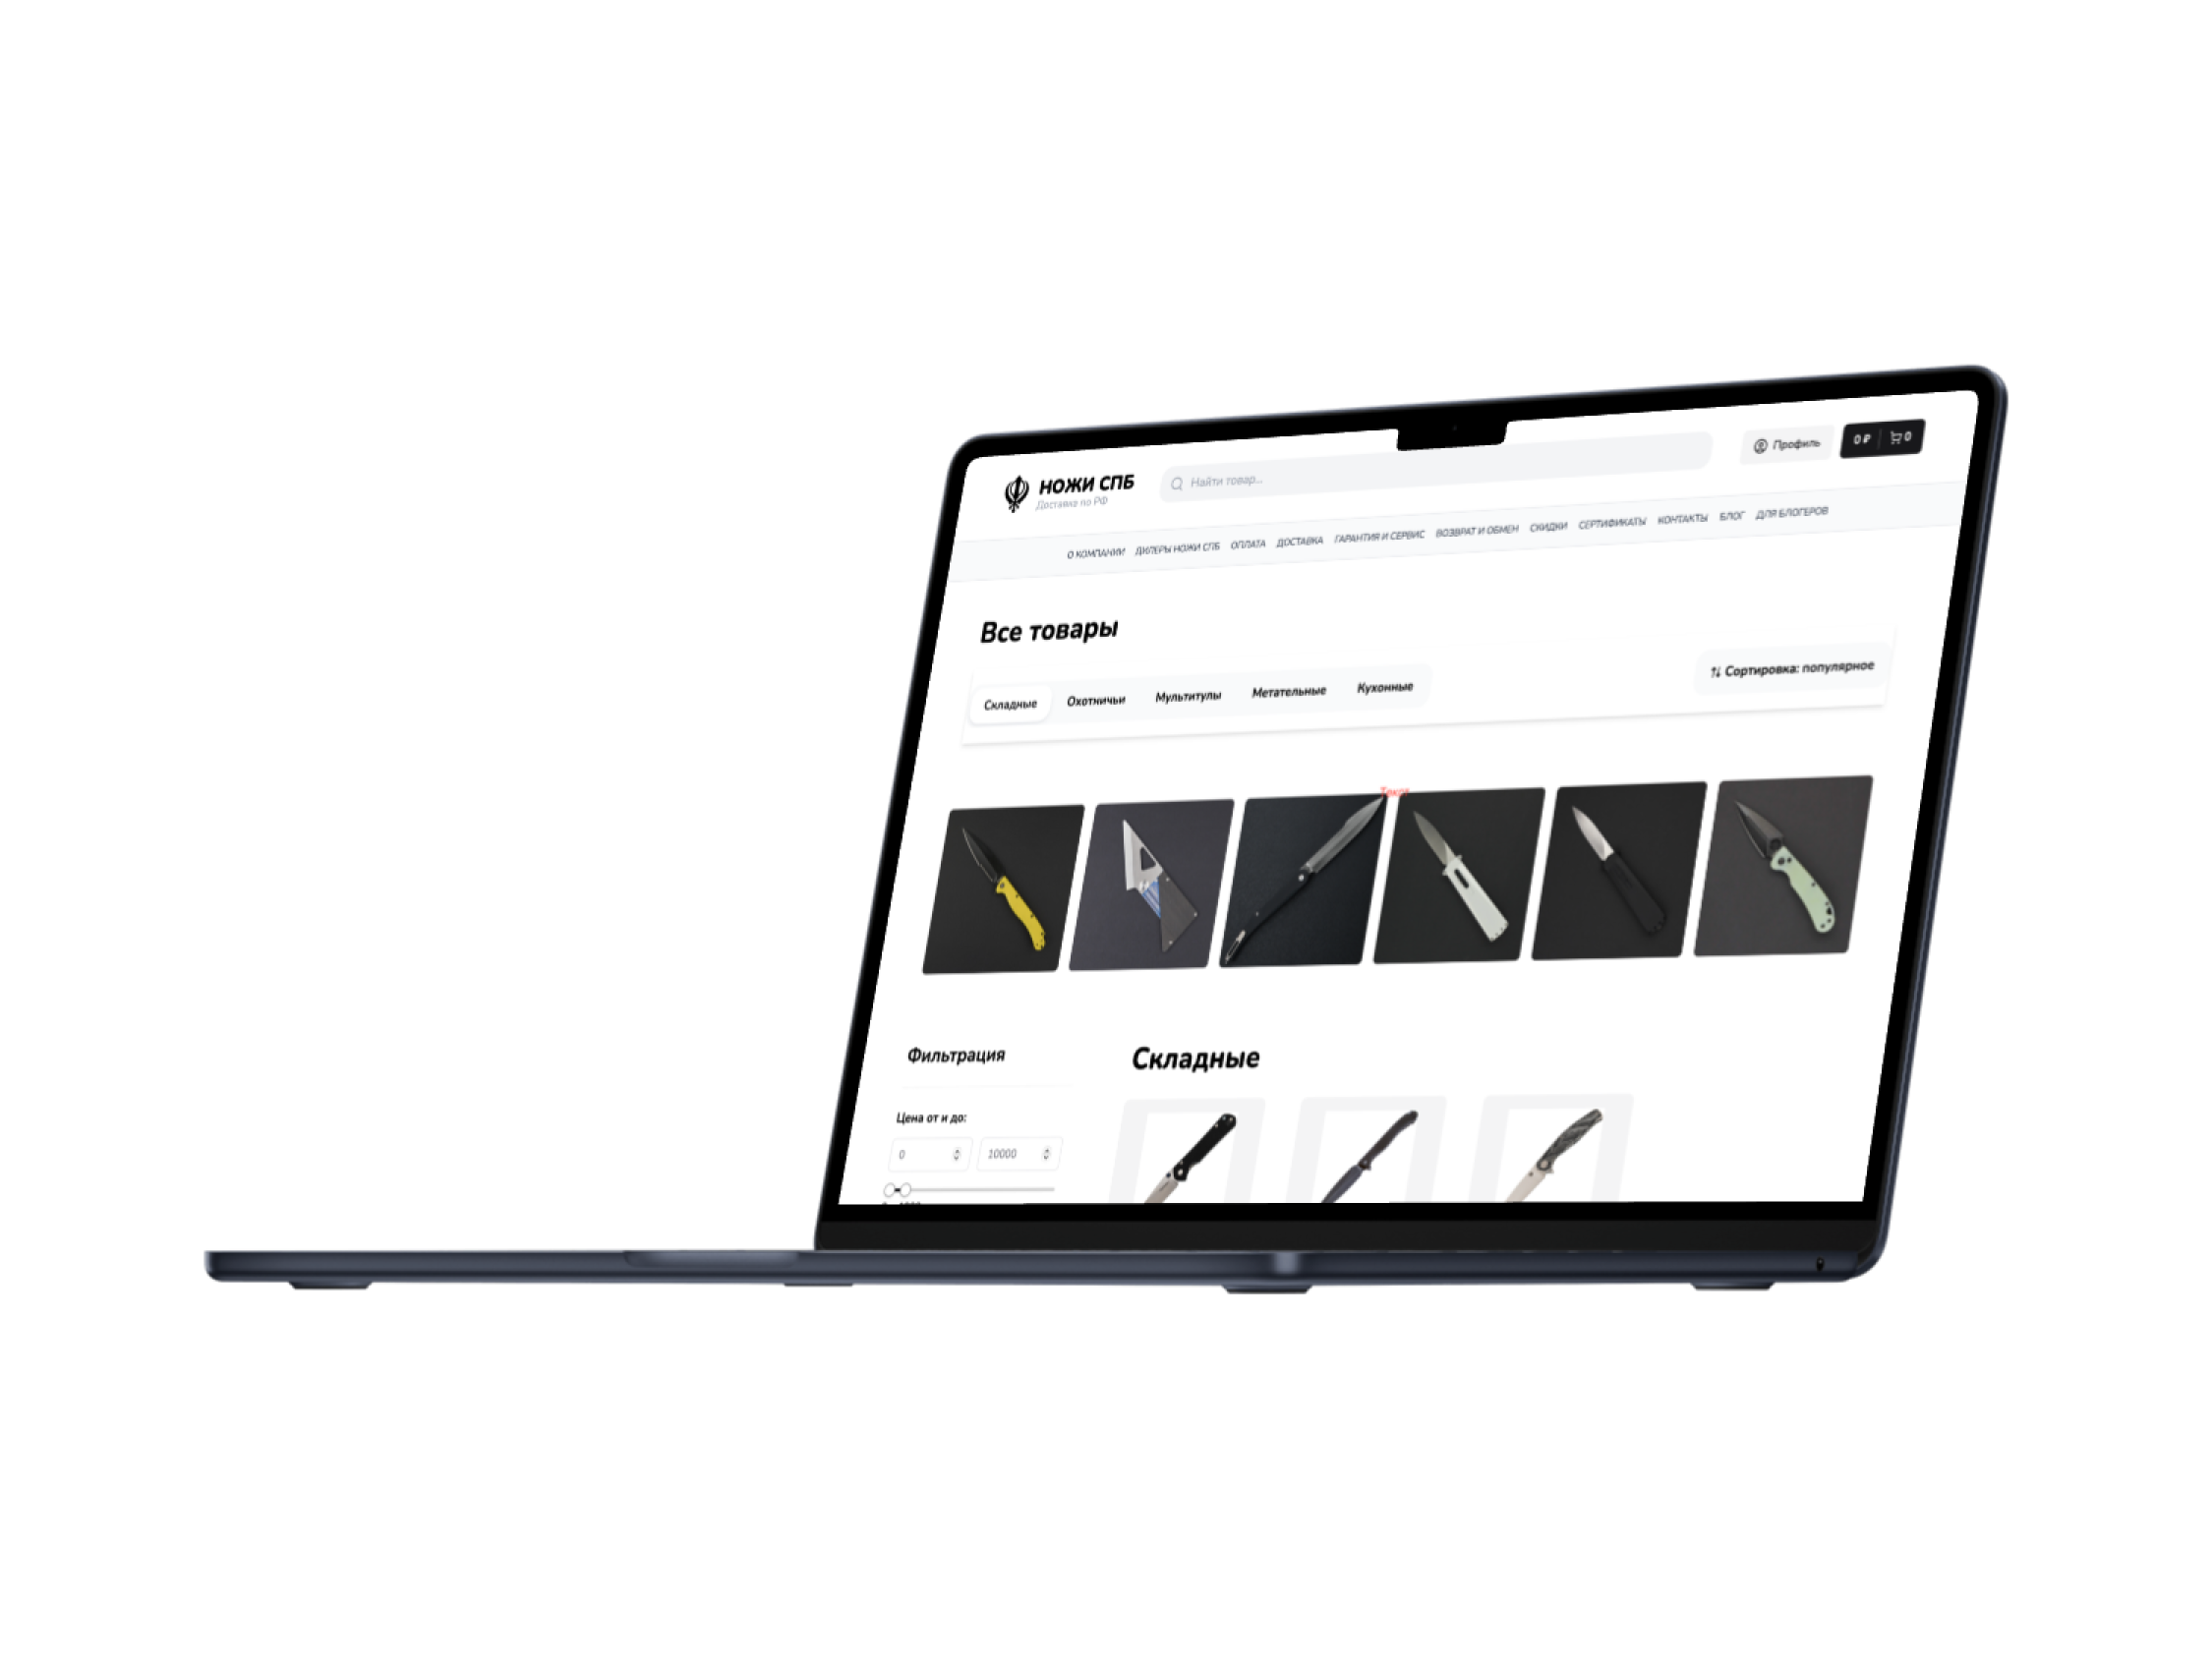 НОЖИ СПБ
Доставка по РФ
Найти товар...
Профиль
0 ₽ 0
О КОМПАНИИ ДИЛЕРЫ НОЖИ СПБ ОПЛАТА ДОСТАВКА ГАРАНТИЯ И СЕРВИС ВОЗВРАТ И ОБМЕН СКИДКИ СЕРТИФИКАТЫ КОНТАКТЫ БЛОГ ДЛЯ БЛОГЕРОВ
Все товары
Складные Охотничьи Мультитулы Метательные Кухонные
Сортировка: популярное
Текст
Фильтрация
Складные
Цена от и до:
0 10000